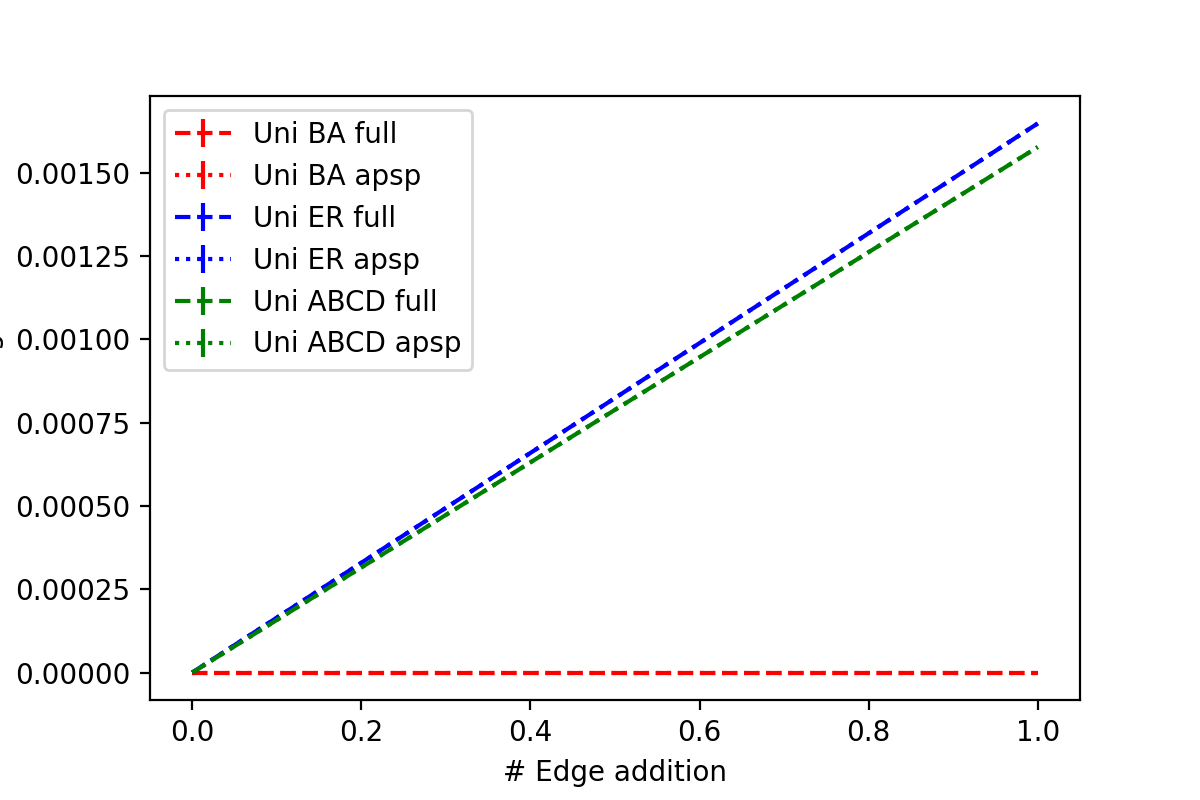 Uni BA full
Uni BA apsp
Uni ER full
Uni ER apsp
Uni ABCD full
Uni ABCD apsp
0.00150
0.00125
0.00100
0.00075
0.00050
0.00025
0.00000
0.0 0.2 0.4 0.6 0.8 1.0
# Edge addition